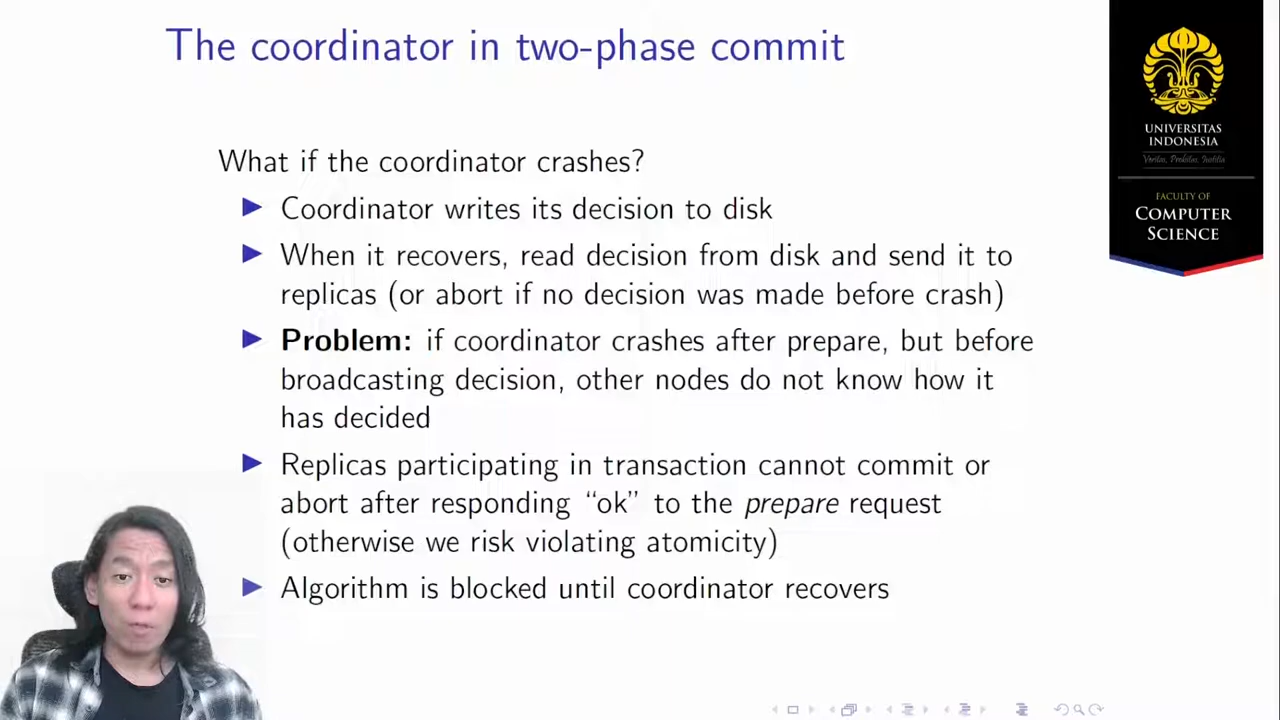 The coordinator in two-phase commit
What if the coordinator crashes?
Coordinator writes its decision to disk
When it recovers, read decision from disk and send it to
replicas (or abort if no decision was made before crash)
Problem: if coordinator crashes after prepare, but before
broadcasting decision, other nodes do not know how it
has decided
Replicas participating in transaction cannot commit or
abort after responding “ok” to the prepare request
(otherwise we risk violating atomicity)
Algorithm is blocked until coordinator recovers
UNIVERSITAS
INDONESIA
Veritas, Probitas, Iustitia
FACULTY OF
COMPUTER
SCIENCE